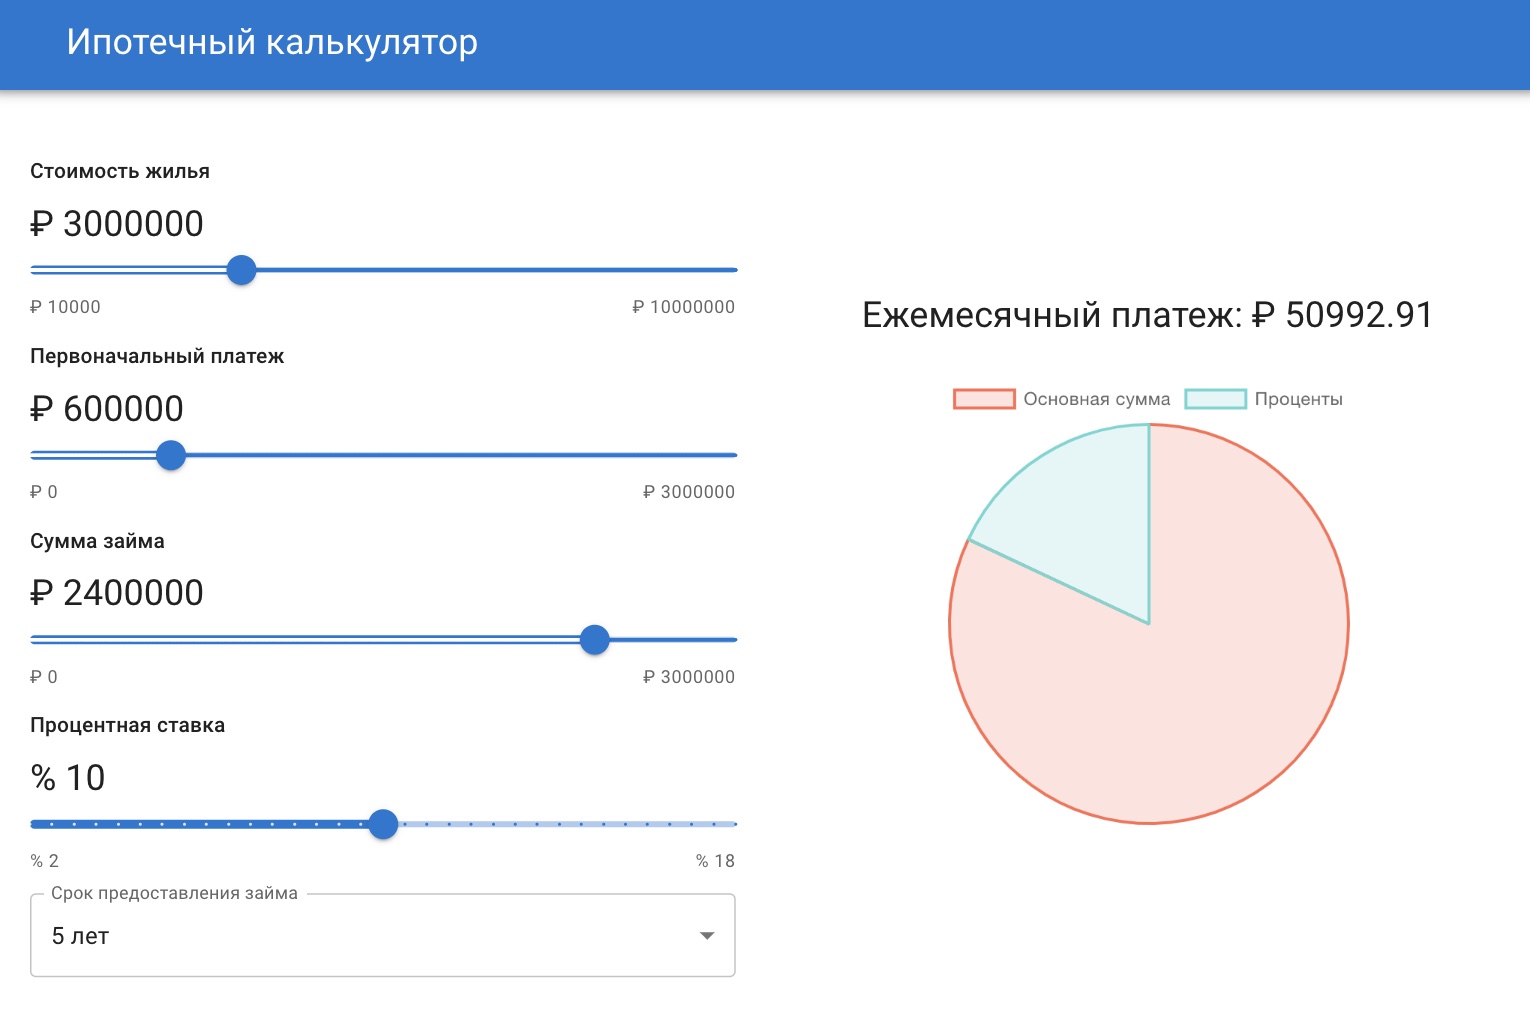 Ипотечный калькулятор
Стоимость жилья
₽ 3000000
₽ 10000 ₽ 10000000
Первоначальный платеж
₽ 600000
₽ 0 ₽ 3000000
Сумма займа
₽ 2400000
₽ 0 ₽ 3000000
Процентная ставка
% 10
% 2 % 18
Срок предоставления займа
5 лет
Ежемесячный платеж: ₽ 50992.91
Основная сумма Проценты